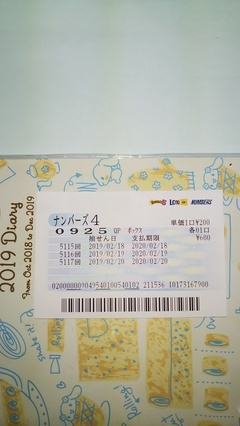 LOTO NUMBERS
ナンバーズ4
単価1口¥200
0925 QP ボックス 各01口
抽せん日 支払期限 ¥600
5115回 2019/02/18 2020/02/18
5116回 2019/02/19 2020/02/19
5117回 2019/02/20 2020/02/20
2019 Diary
From Oct 2018 to Dec 2019